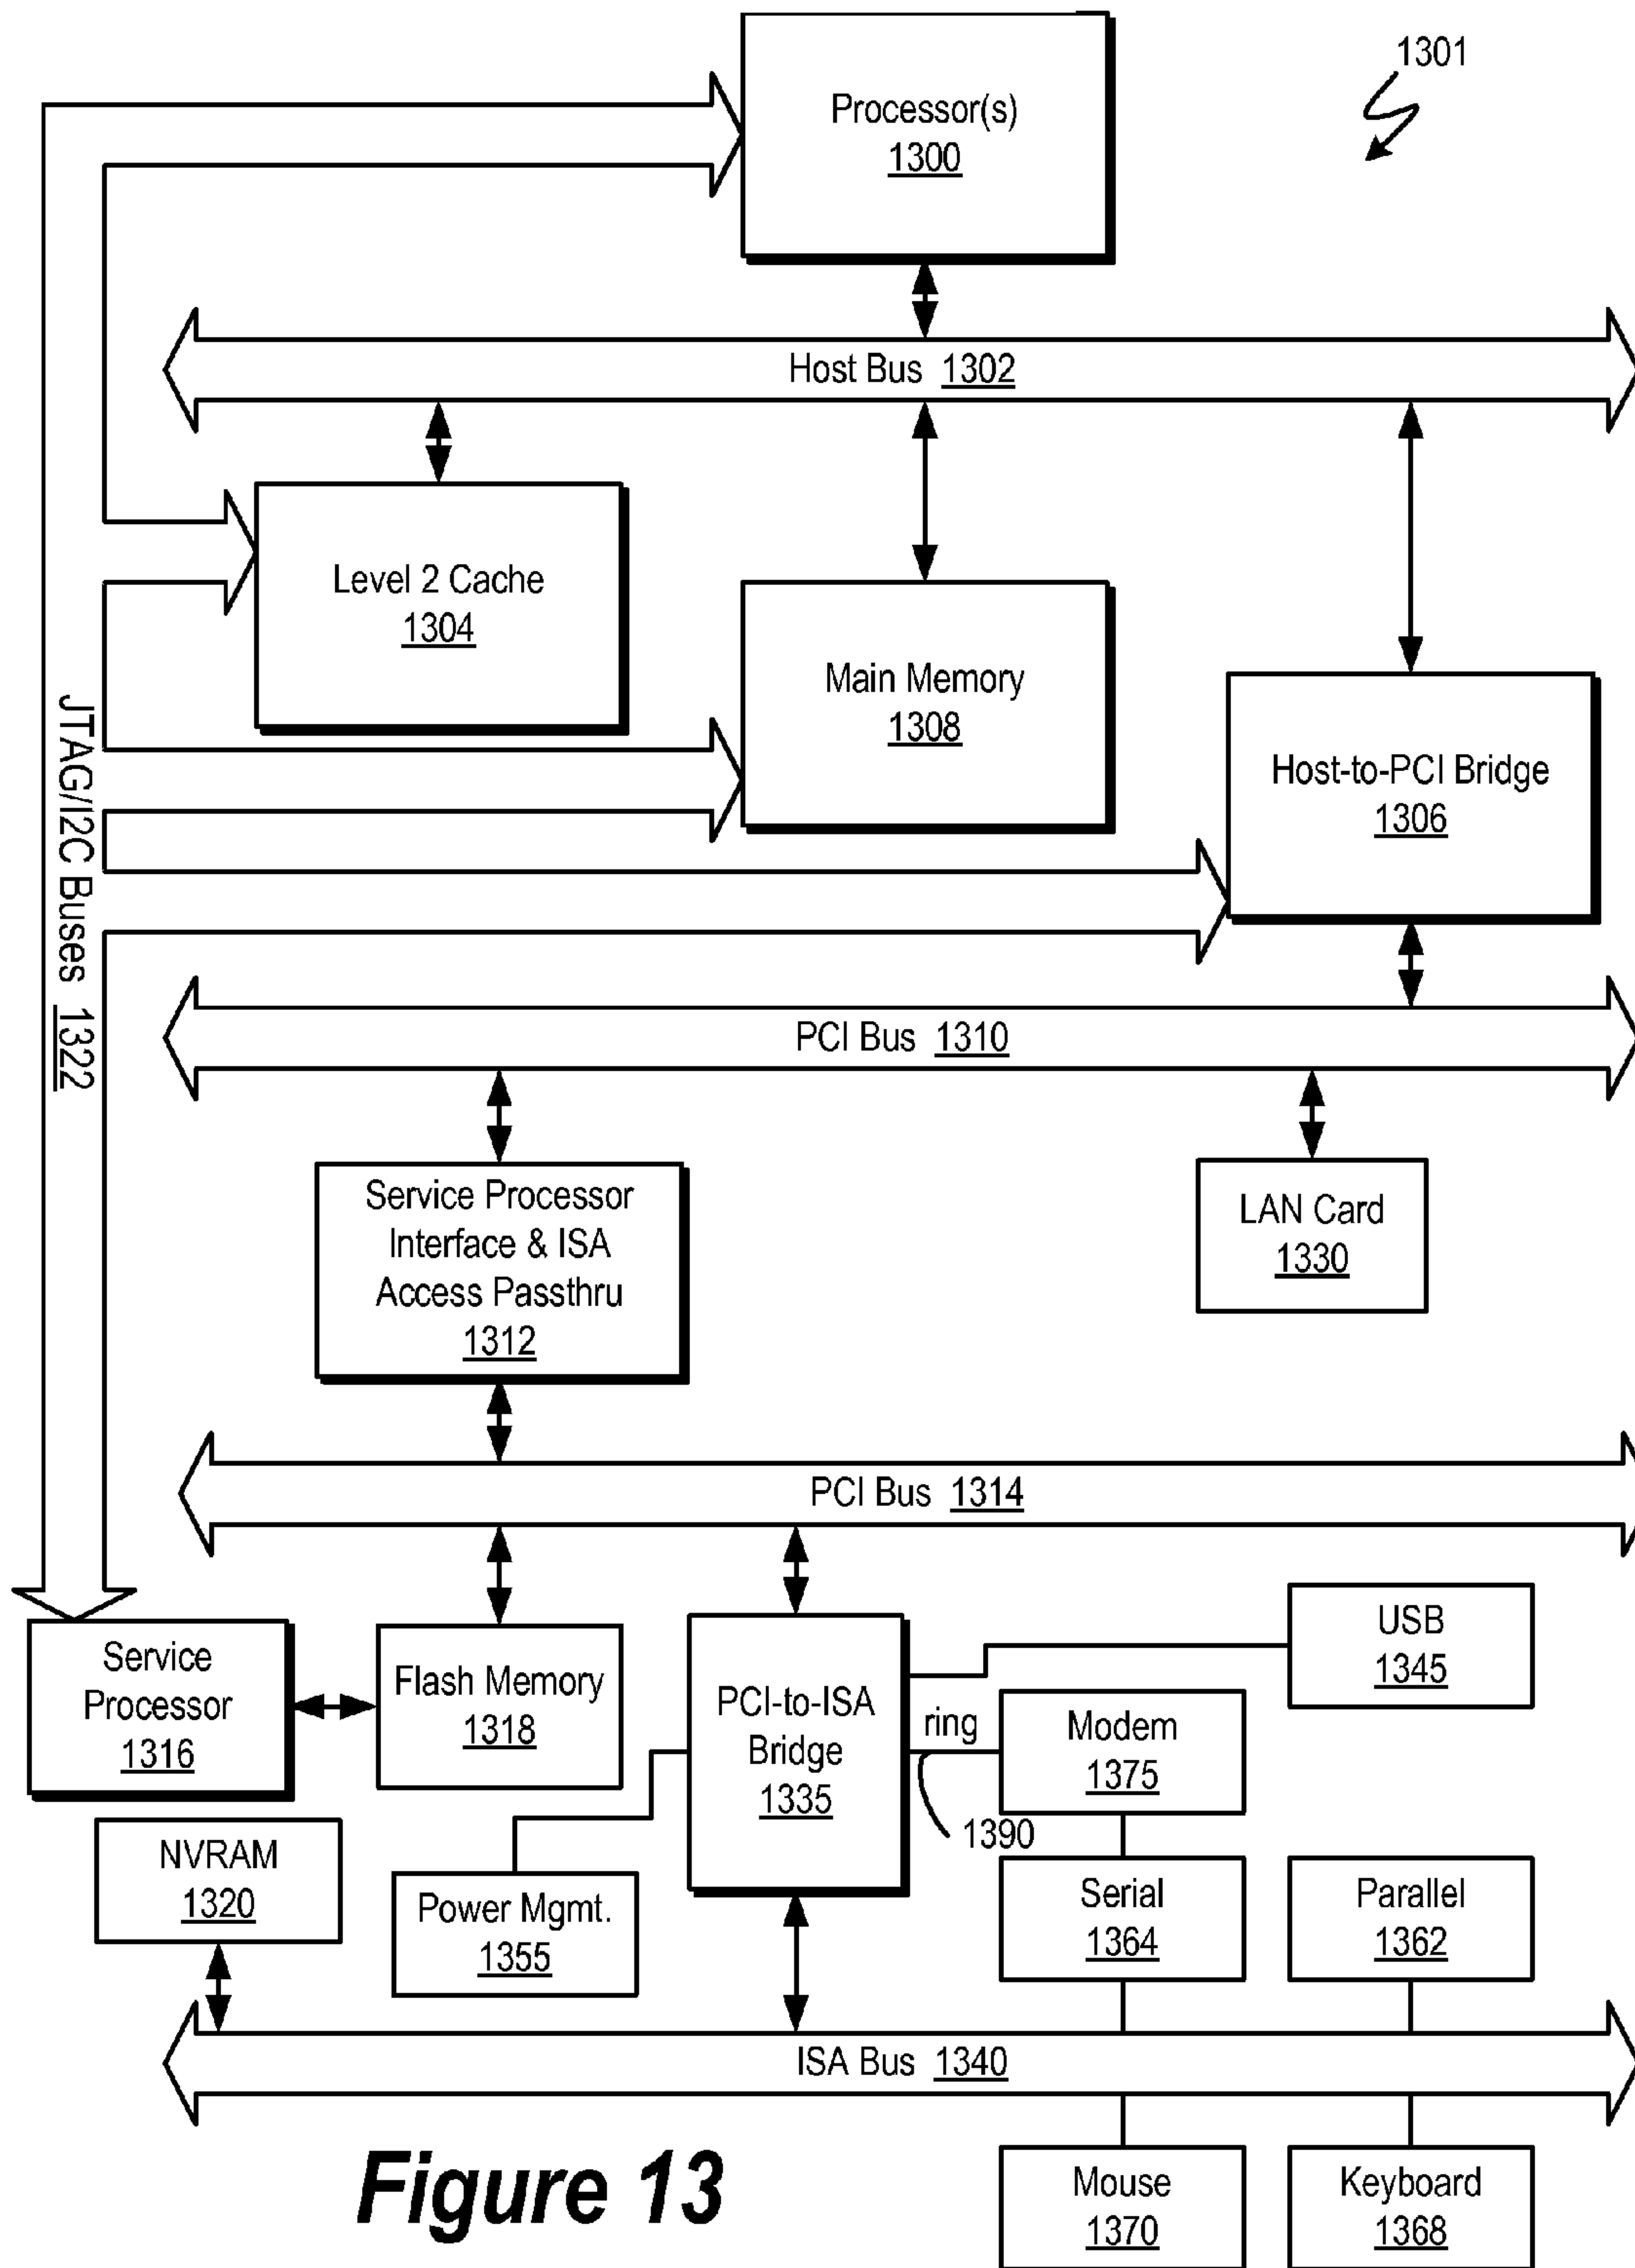 1301
Processor(s)
1300
Host Bus 1302
Level 2 Cache
1304
Main Memory
1308
Host-to-PCI Bridge
1306
JTAG/I2C Buses 1322
PCI Bus 1310
Service Processor
Interface & ISA
Access Passthru
1312
LAN Card
1330
PCI Bus 1314
Service
Processor
1316
Flash Memory
1318
PCI-to-ISA
Bridge
1335
USB
1345
ring
Modem
1375
1390
NVRAM
1320
Power Mgmt.
1355
Serial
1364
Parallel
1362
ISA Bus 1340
Figure 13
Mouse
1370
Keyboard
1368